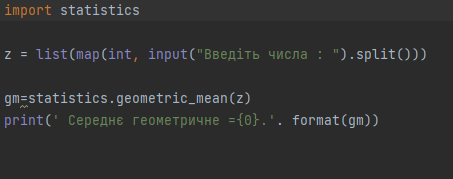 import statistics
z = list(map(int, input("Введіть числа : ").split()))
gm=statistics.geometric_mean(z)
print(' Середнє геометричне ={0}.'. format(gm))